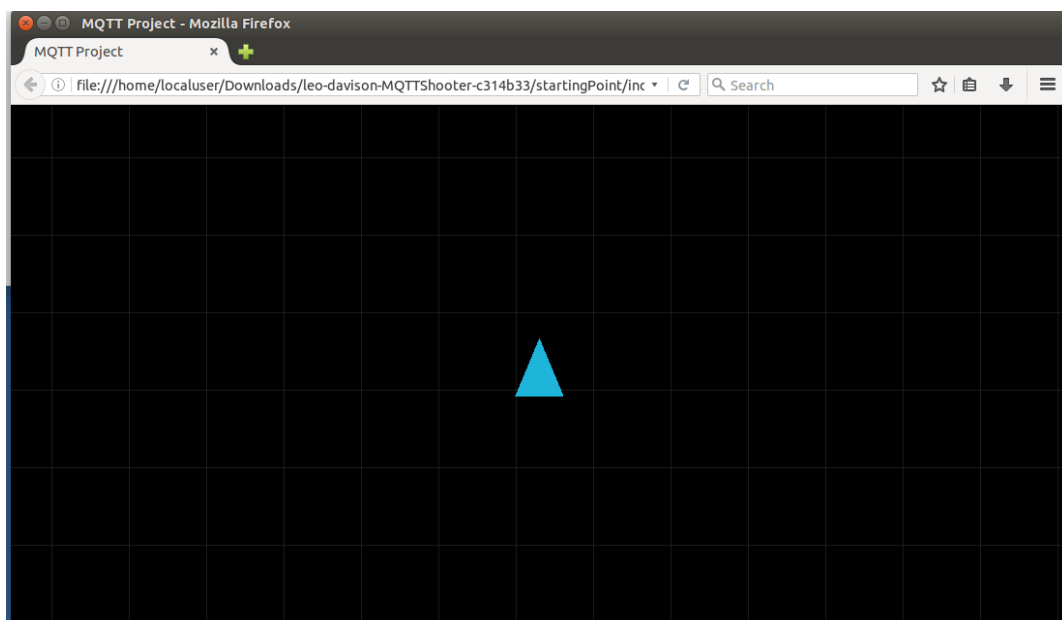 MQTT Project - Mozilla Firefox
MQTT Project
file:///home/localuser/Downloads/leo-davison-MQTTShooter-c314b33/startingPoint/inc
Search